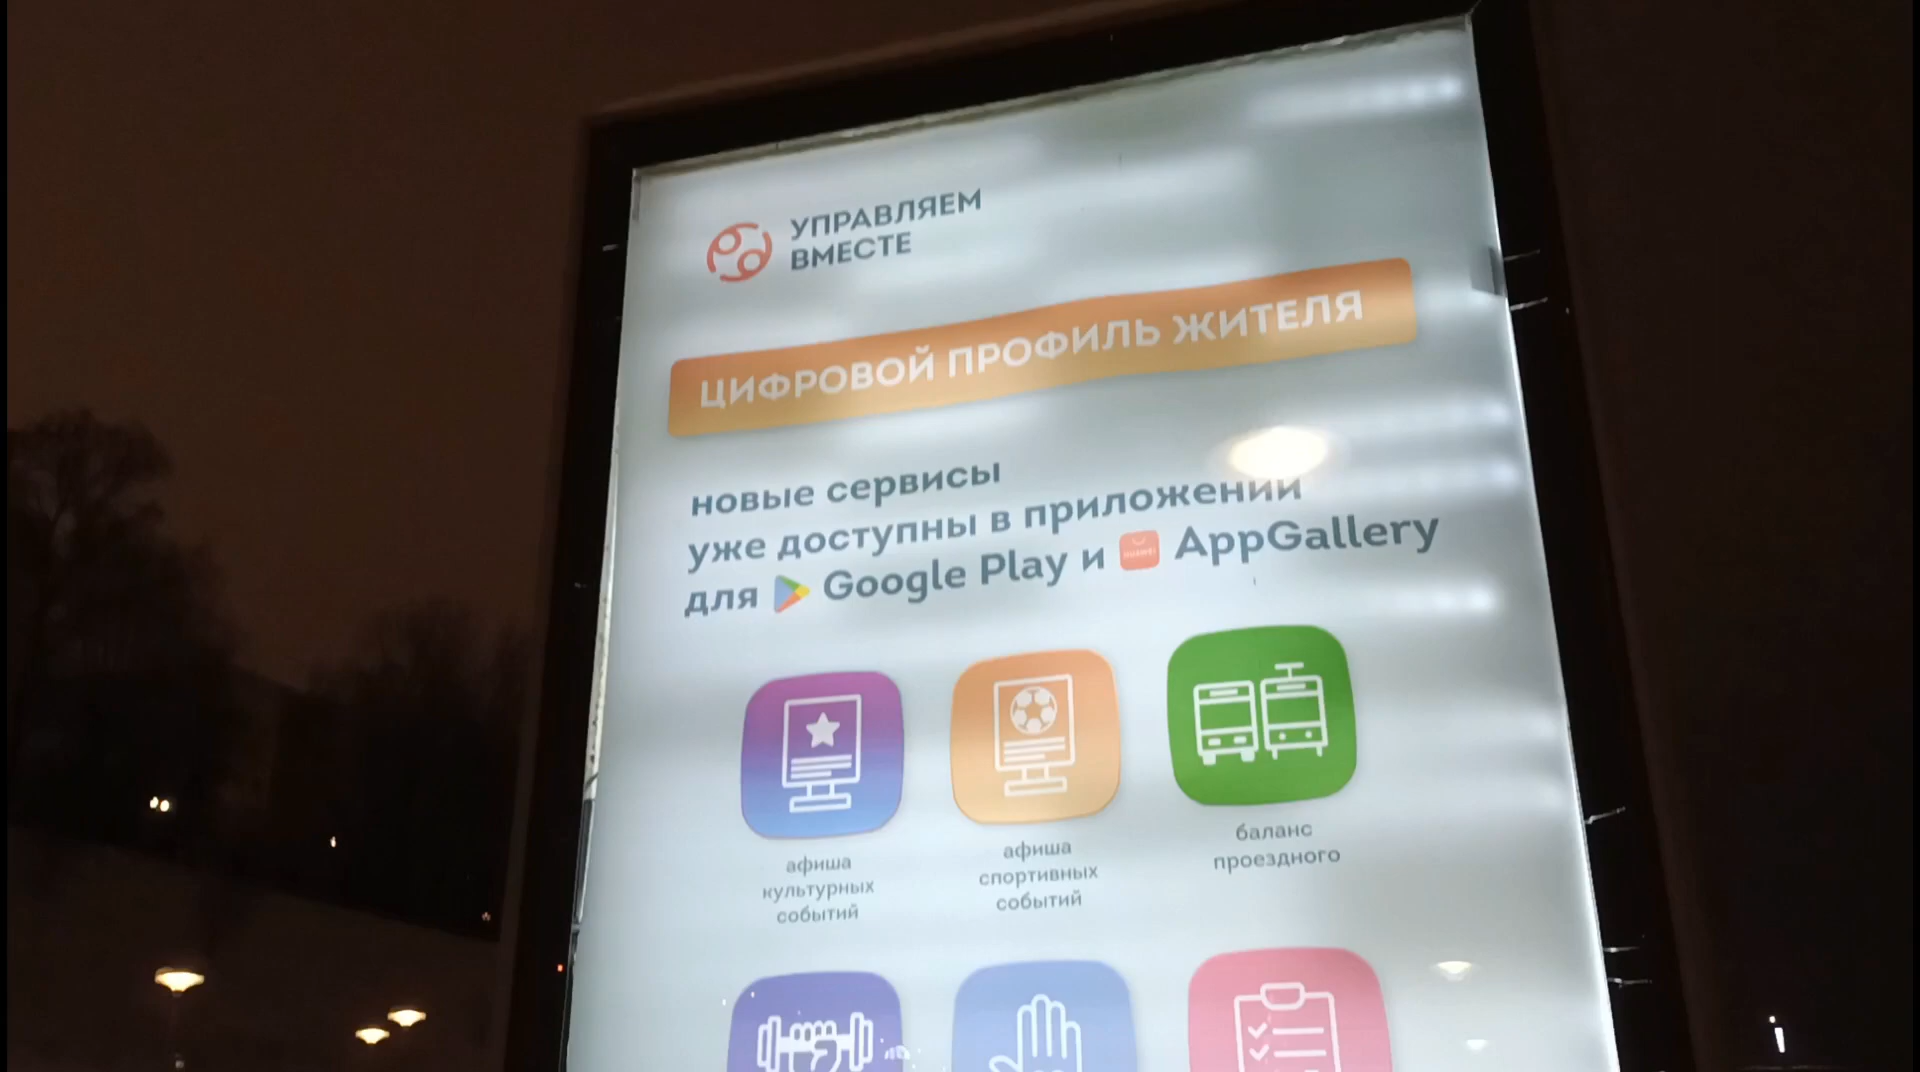 УПРАВЛЯЕМ
ВМЕСТЕ
ЦИФРОВОЙ ПРОФИЛЬ ЖИТЕЛЯ
новые сервисы
уже доступны в приложении
для Google Play и HUAWEI AppGallery
афиша
культурных
событий
афиша
спортивных
событий
баланс
проездного